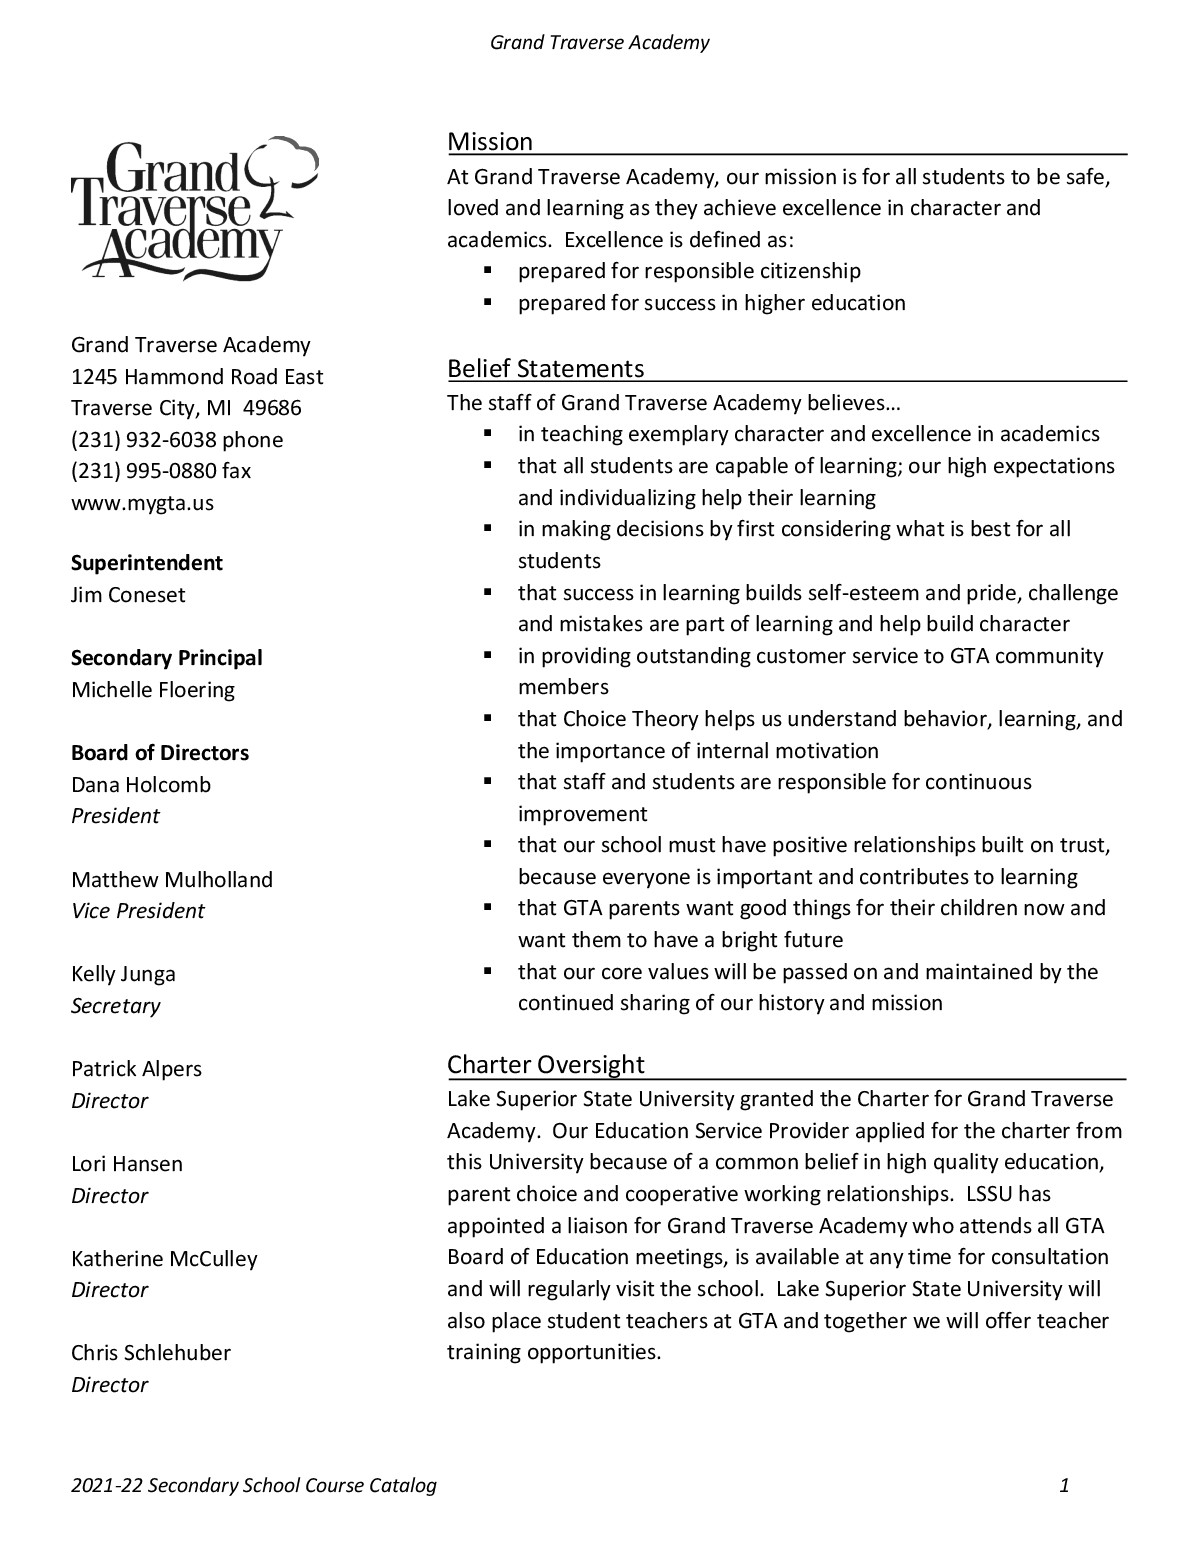 Grand Traverse Academy
Grand
Traverse
Academy
Grand Traverse Academy
1245 Hammond Road East
Traverse City, MI  49686
(231) 932-6038 phone
(231) 995-0880 fax
www.mygta.us
Superintendent
Jim Coneset
Secondary Principal
Michelle Floering
Board of Directors
Dana Holcomb
President
Matthew Mulholland
Vice President
Kelly Junga
Secretary
Patrick Alpers
Director
Lori Hansen
Director
Katherine McCulley
Director
Chris Schlehuber
Director
Mission
At Grand Traverse Academy, our mission is for all students to be safe,
loved and learning as they achieve excellence in character and
academics.  Excellence is defined as:
▪ prepared for responsible citizenship
▪ prepared for success in higher education
Belief Statements
The staff of Grand Traverse Academy believes…
▪ in teaching exemplary character and excellence in academics
▪ that all students are capable of learning; our high expectations
and individualizing help their learning
▪ in making decisions by first considering what is best for all
students
▪ that success in learning builds self-esteem and pride, challenge
and mistakes are part of learning and help build character
▪ in providing outstanding customer service to GTA community
members
▪ that Choice Theory helps us understand behavior, learning, and
the importance of internal motivation
▪ that staff and students are responsible for continuous
improvement
▪ that our school must have positive relationships built on trust,
because everyone is important and contributes to learning
▪ that GTA parents want good things for their children now and
want them to have a bright future
▪ that our core values will be passed on and maintained by the
continued sharing of our history and mission
Charter Oversight
Lake Superior State University granted the Charter for Grand Traverse
Academy.  Our Education Service Provider applied for the charter from
this University because of a common belief in high quality education,
parent choice and cooperative working relationships.  LSSU has
appointed a liaison for Grand Traverse Academy who attends all GTA
Board of Education meetings, is available at any time for consultation
and will regularly visit the school.  Lake Superior State University will
also place student teachers at GTA and together we will offer teacher
training opportunities.
2021-22 Secondary School Course Catalog 1